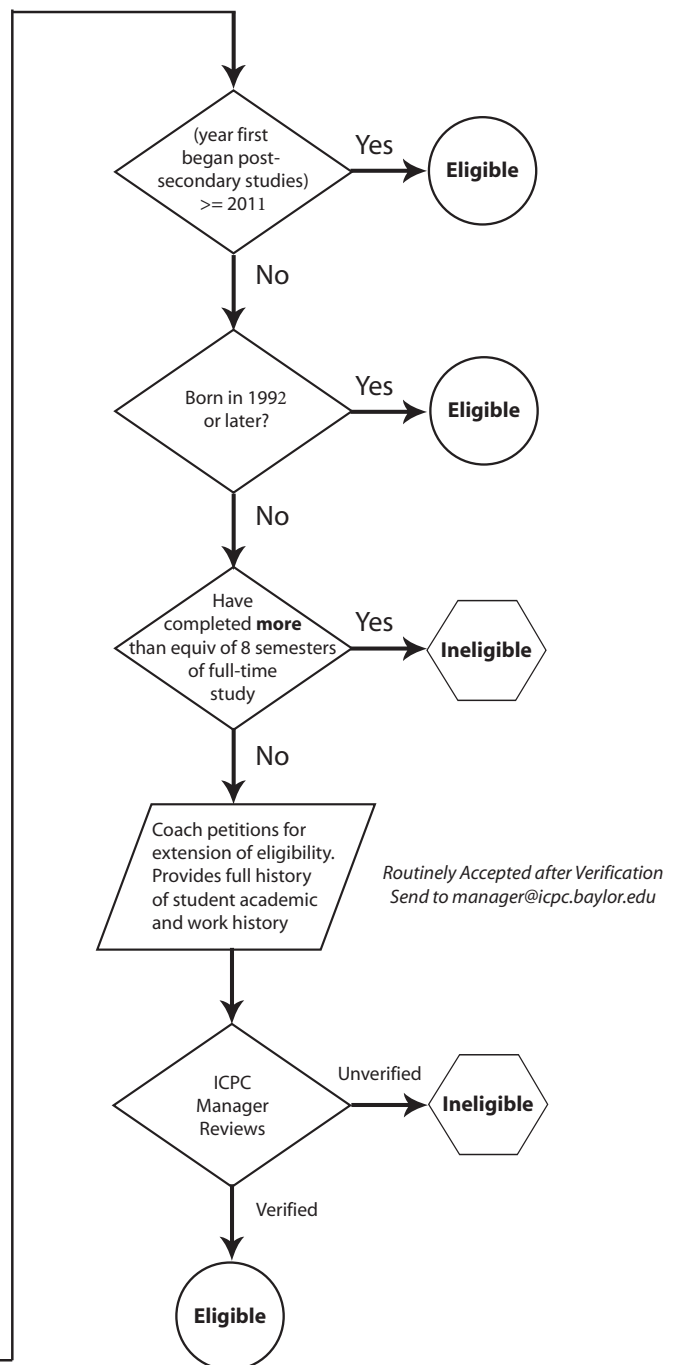 (year first
began post-
secondary studies)
>= 2011
Yes
Eligible
No
Born in 1992
or later?
Yes
Eligible
No
Have
completed more
than equiv of 8 semesters
of full-time
study
Yes
Ineligible
No
Coach petitions for
extension of eligibility.
Provides full history
of student academic
and work history
Routinely Accepted after Verification
Send to manager@icpc.baylor.edu
ICPC
Manager
Reviews
Unverified
Ineligible
Verified
Eligible